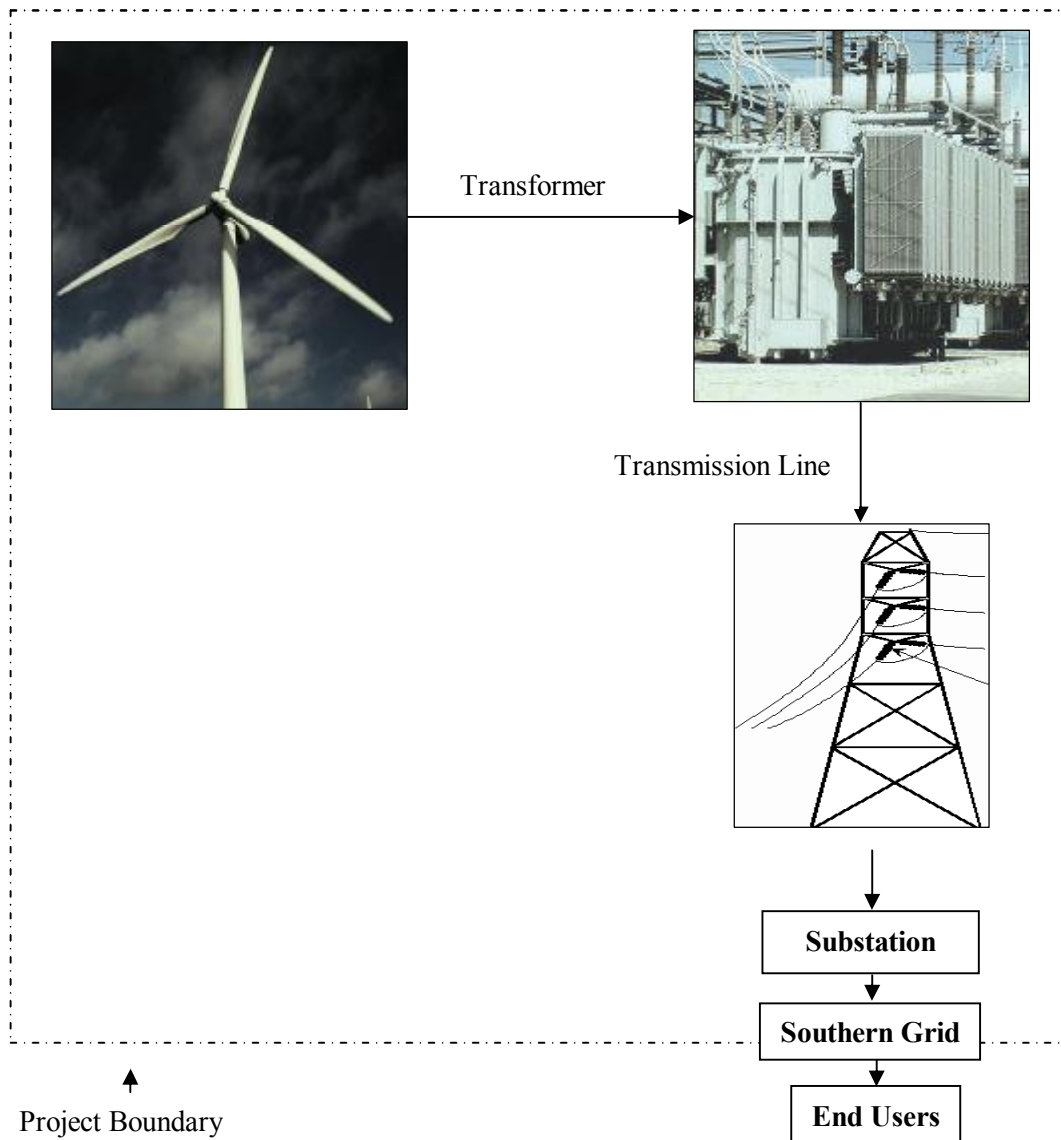 Transformer
Transmission Line
Substation
Southern Grid
End Users
Project Boundary